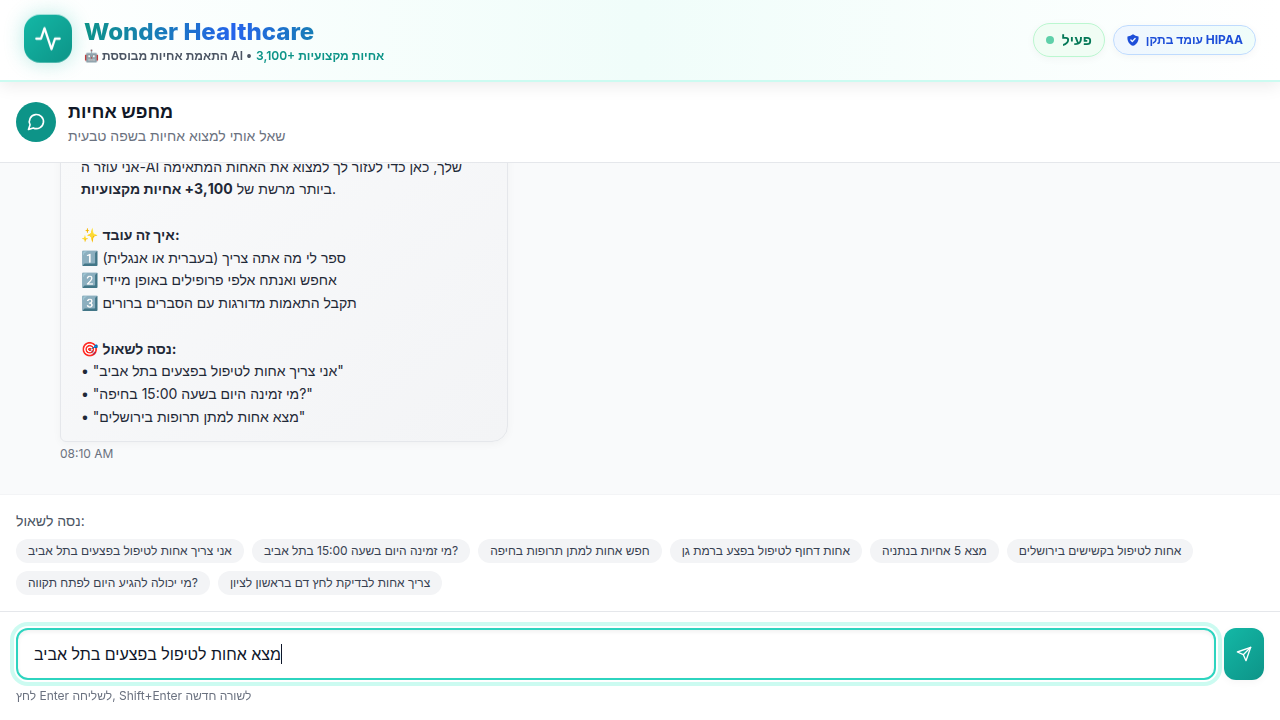 Wonder Healthcare
🤖 התאמת אחיות מבוססת AI • 3,100+ אחיות מקצועיות
פעיל
עומד בתקן HIPAA
מחפש אחיות
שאל אותי למצוא אחיות בשפה טבעית
אני עוזר ה-AI שלך, כאן כדי לעזור לך למצוא את האחות המתאימה
ביותר מרשת של 3,100+ אחיות מקצועיות.
✨ איך זה עובד:
1️⃣ ספר לי מה אתה צריך (בעברית או אנגלית)
2️⃣ אחפש ואנתח אלפי פרופילים באופן מיידי
3️⃣ תקבל התאמות מדורגות עם הסברים ברורים
🎯 נסה לשאול:
• "אני צריך אחות לטיפול בפצעים בתל אביב"
• "מי זמינה היום בשעה 15:00 בחיפה?"
• "מצא אחות למתן תרופות בירושלים"
08:10 AM
נסה לשאול:
אני צריך אחות לטיפול בפצעים בתל אביב
מי זמינה היום בשעה 15:00 בתל אביב?
חפש אחות למתן תרופות בחיפה
אחות דחוף לטיפול בפצע ברמת גן
מצא 5 אחיות בנתניה
אחות לטיפול בקשישים בירושלים
מי יכולה להגיע היום לפתח תקווה?
צריך אחות לבדיקת לחץ דם בראשון לציון
מצא אחות לטיפול בפצעים בתל אביב
לחץ Enter לשליחה, Shift+Enter לשורה חדשה